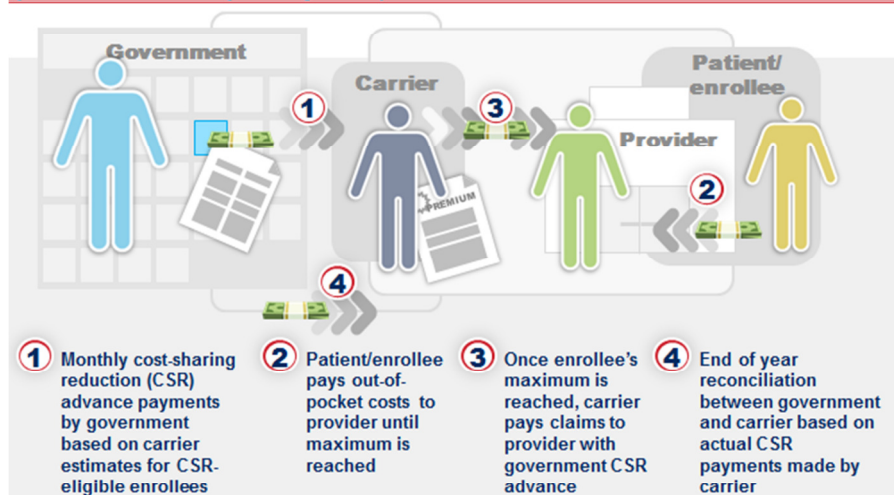 Government
Carrier
Patient/
enrollee
Provider
PREMIUM
1
3
2
4
1 Monthly cost-sharing
reduction (CSR)
advance payments
by government
based on carrier
estimates for CSR-
eligible enrollees
2 Patient/enrollee
pays out-of-
pocket costs to
provider until
maximum is
reached
3 Once enrollee’s
maximum is
reached, carrier
pays claims to
provider with
government CSR
advance
4 End of year
reconciliation
between government
and carrier based on
actual CSR
payments made by
carrier